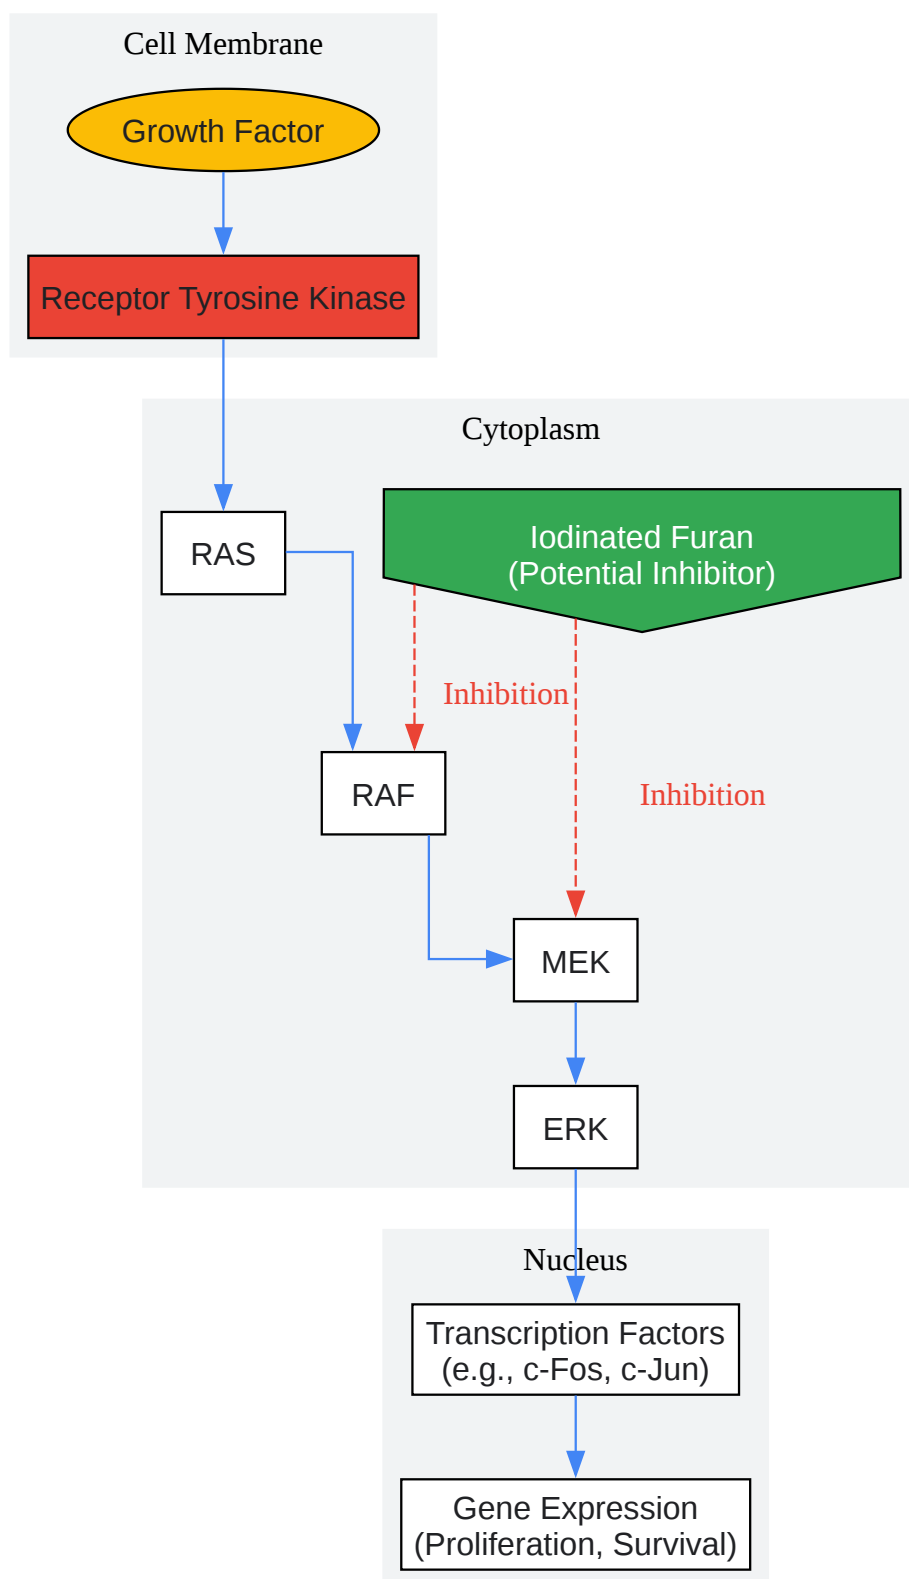 Cell Membrane
Growth Factor
Receptor Tyrosine Kinase
Cytoplasm
RAS
Iodinated Furan
(Potential Inhibitor)
Inhibition
RAF
Inhibition
MEK
ERK
Nucleus
Transcription Factors
(e.g., c-Fos, c-Jun)
Gene Expression
(Proliferation, Survival)